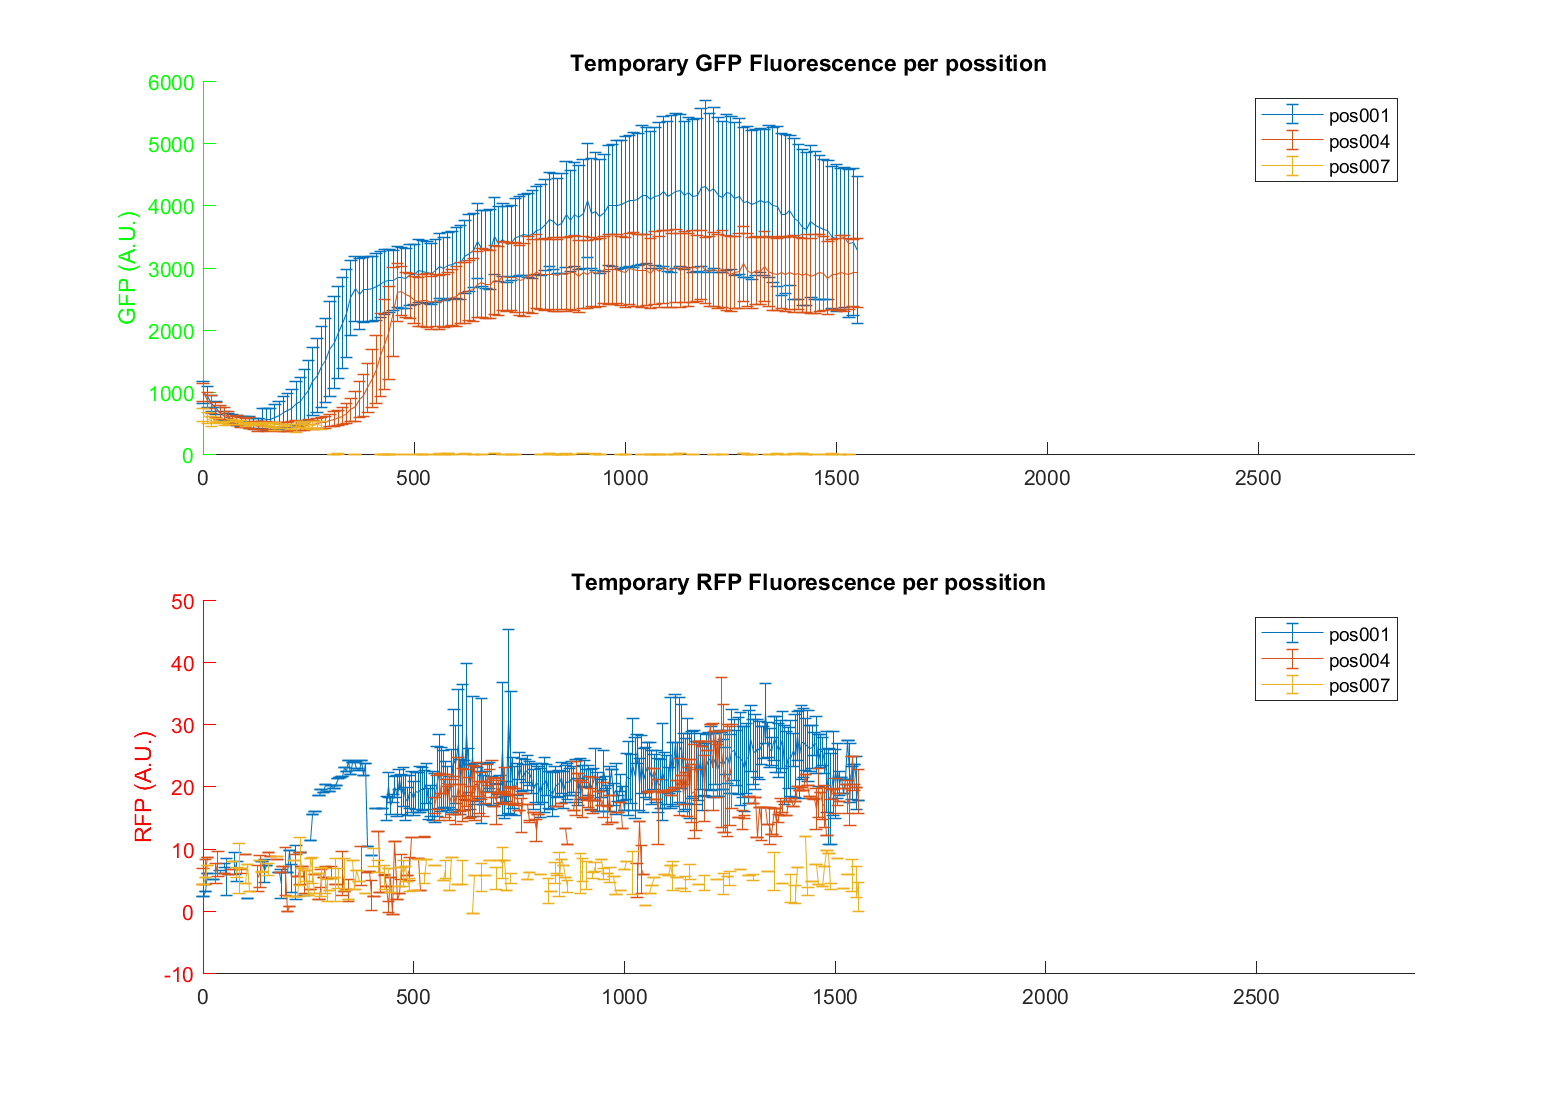 Temporary GFP Fluorescence per possition
GFP (A.U.)
6000
5000
4000
3000
2000
1000
0
0 500 1000 1500 2000 2500
pos001
pos004
pos007
Temporary RFP Fluorescence per possition
RFP (A.U.)
50
40
30
20
10
0
-10
0 500 1000 1500 2000 2500
pos001
pos004
pos007